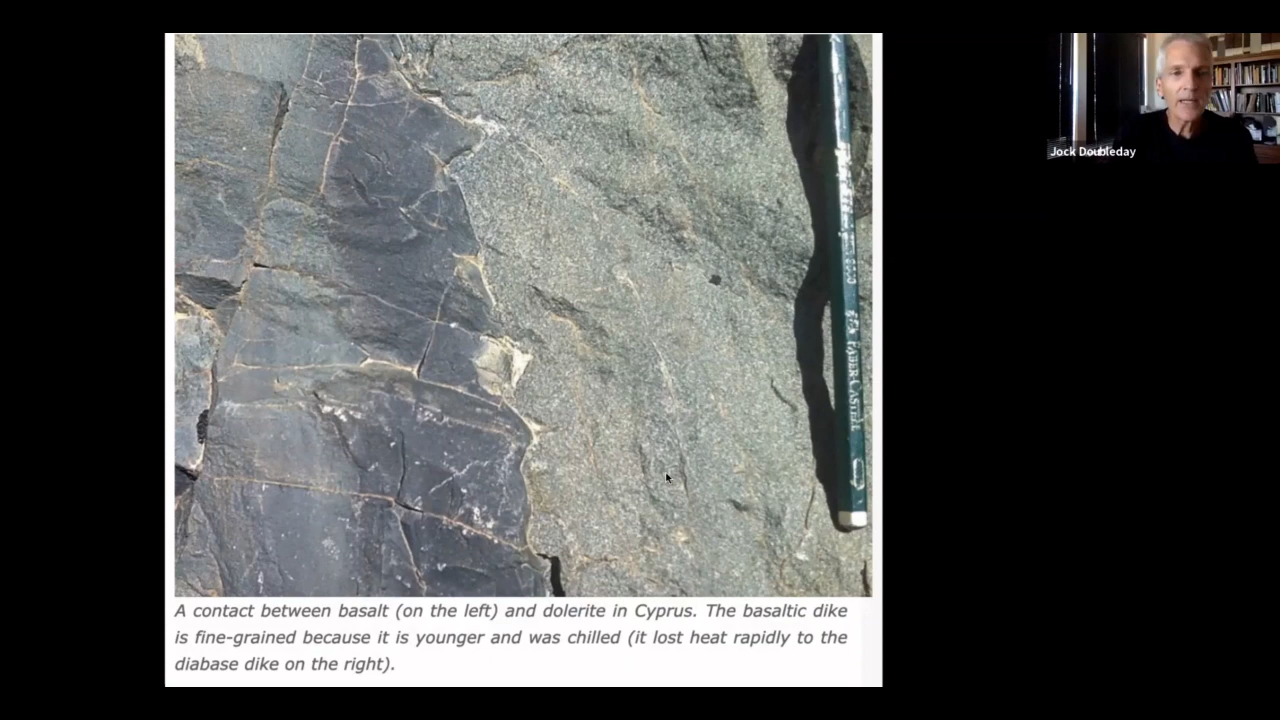 Jock Doubleday
FABER-CASTELL
A contact between basalt (on the left) and dolerite in Cyprus. The basaltic dike
is fine-grained because it is younger and was chilled (it lost heat rapidly to the
diabase dike on the right).